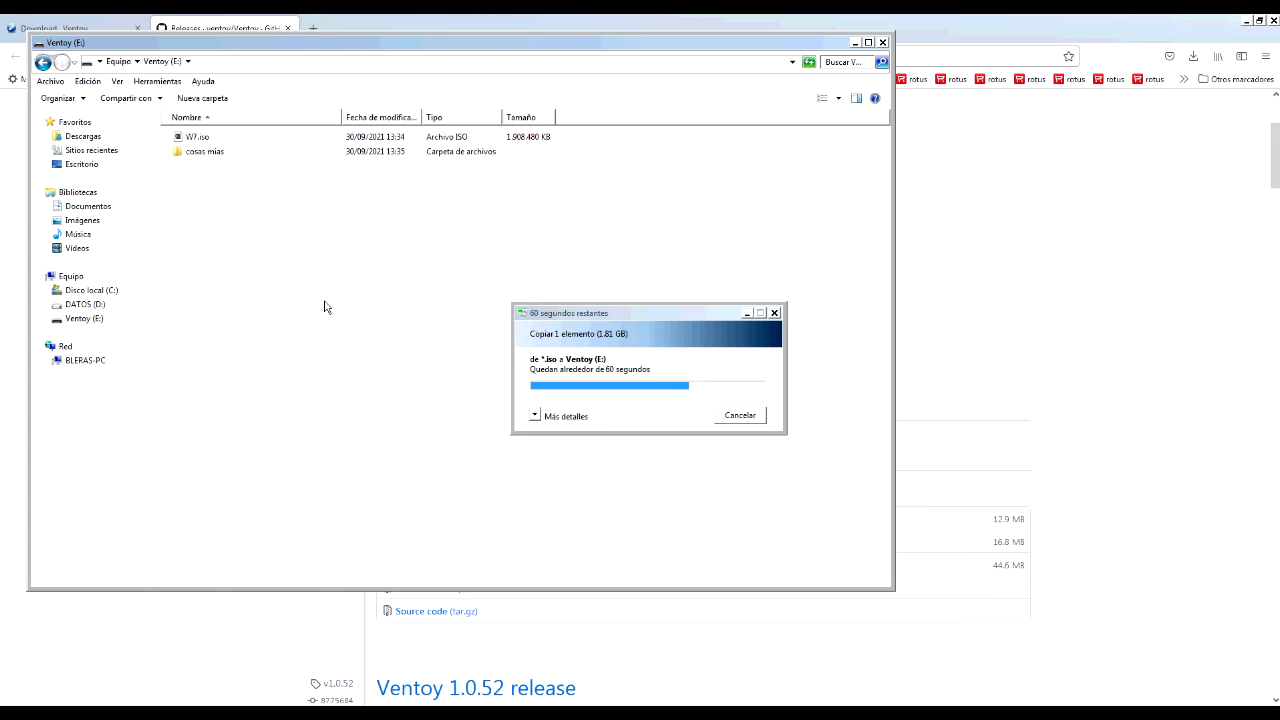 Download . Ventoy
Releases · ventoy/Ventoy · GitH
Ventoy (E:)
Equipo
Ventoy (E:)
Buscar V...
Archivo Edición Ver Herramientas Ayuda
Organizar Compartir con Nueva carpeta
rotus rotus rotus rotus rotus rotus rotus
Otros marcadores
Nombre Fecha de modifica... Tipo Tamaño
W7.iso 30/09/2021 13:34 Archivo ISO 1.908.480 KB
cosas mias 30/09/2021 13:35 Carpeta de archivos
Favoritos
Descargas
Sitios recientes
Escritorio
Bibliotecas
Documentos
Imágenes
Música
Vídeos
Equipo
Disco local (C:)
DATOS (D:)
Ventoy (E:)
Red
BLERAS-PC
60 segundos restantes
Copiar 1 elemento (1.81 GB)
de *.iso a Ventoy (E:)
Quedan alrededor de 60 segundos
Más detalles
Cancelar
12.9 MB
16.8 MB
44.6 MB
Source code (tar.gz)
v1.0.52
8775684
Ventoy 1.0.52 release